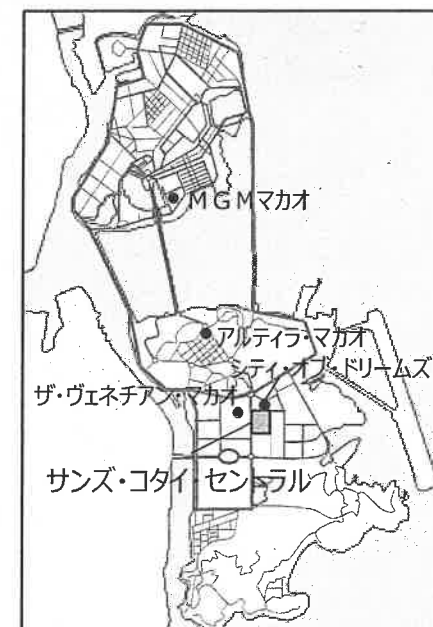 MGMマカオ
アルティラ・マカオ
シティ・オブ・ドリームズ
ザ・ヴェネチアン・マカオ
サンズ・コタイ・セントラル